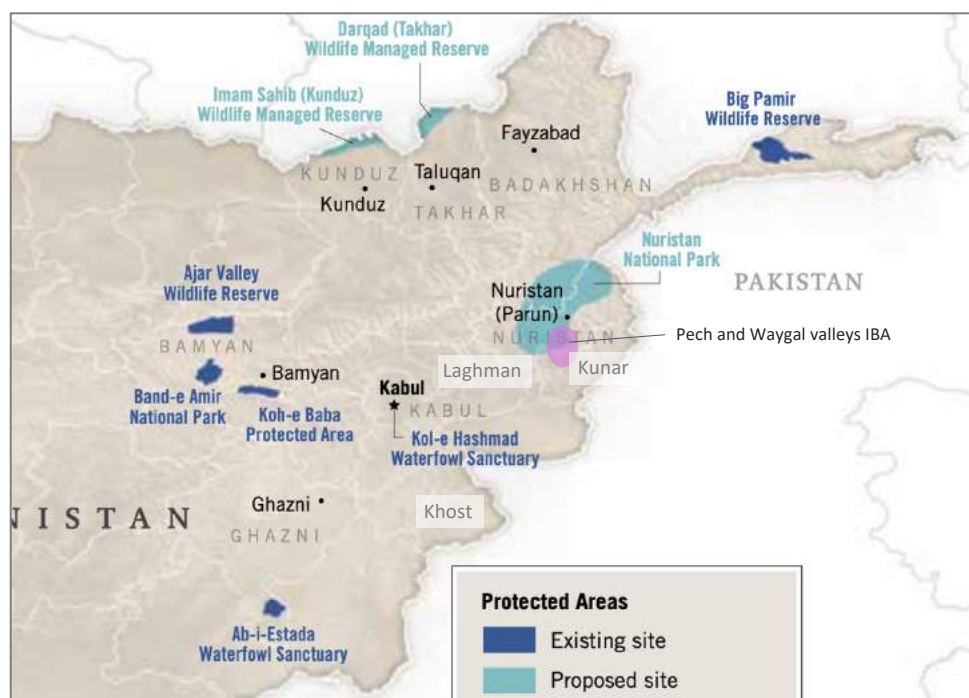 Darqad (Takhar)
Wildlife Managed Reserve
Imam Sahib (Kunduz)
Wildlife Managed Reserve
Big Pamir
Wildlife Reserve
Fayzabad
KUNDUZ
Taluqan
BADAKHSHAN
Kunduz
TAKHAR
Nuristan
National Park
Ajar Valley
Wildlife Reserve
PAKISTAN
Nuristan
(Parun)
NURISTAN
Pech and Waygal valleys IBA
BAMYAN
Laghman
Kunar
Bamyan
Kabul
Band-e Amir
National Park
Koh-e Baba
Protected Area
KABUL
Kol-e Hashmad
Waterfowl Sanctuary
Ghazni
Khost
NISTAN
GHAZNI
Protected Areas
Existing site
Ab-i-Estada
Waterfowl Sanctuary
Proposed site